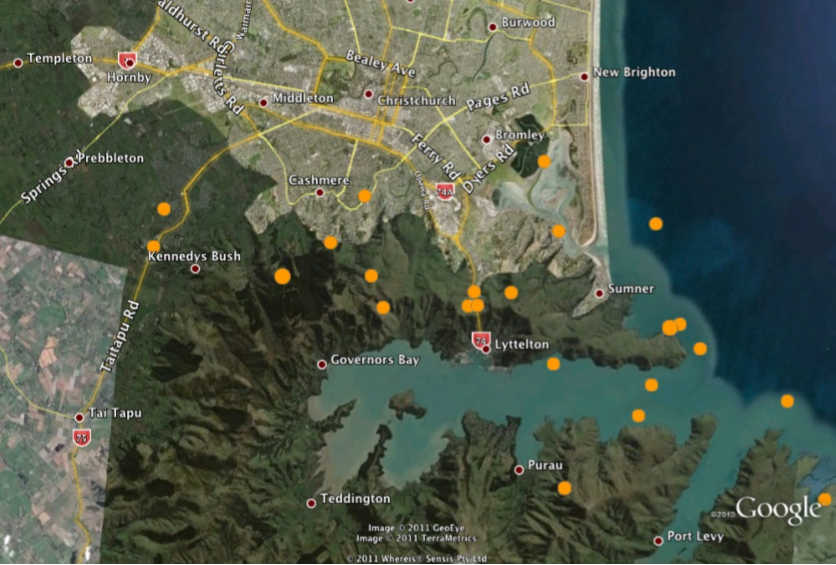 Waldhurst Rd
Waimairi
Burwood
Templeton
Bealey Ave
New Brighton
Hornby
Curletts Rd
Middleton
Christchurch
Pages Rd
Bromley
Ferry Rd
Prebbleton
Dyers Rd
Springs Rd
Cashmere
74A
Kennedys Bush
Sumner
Taitapu Rd
74
Lyttelton
Governors Bay
Tai Tapu
75
Purau
Teddington
©2010 Google
Image © 2011 GeoEye
Image © 2011 TerraMetrics
Port Levy
© 2011 Whereis® Sensis Pty Ltd